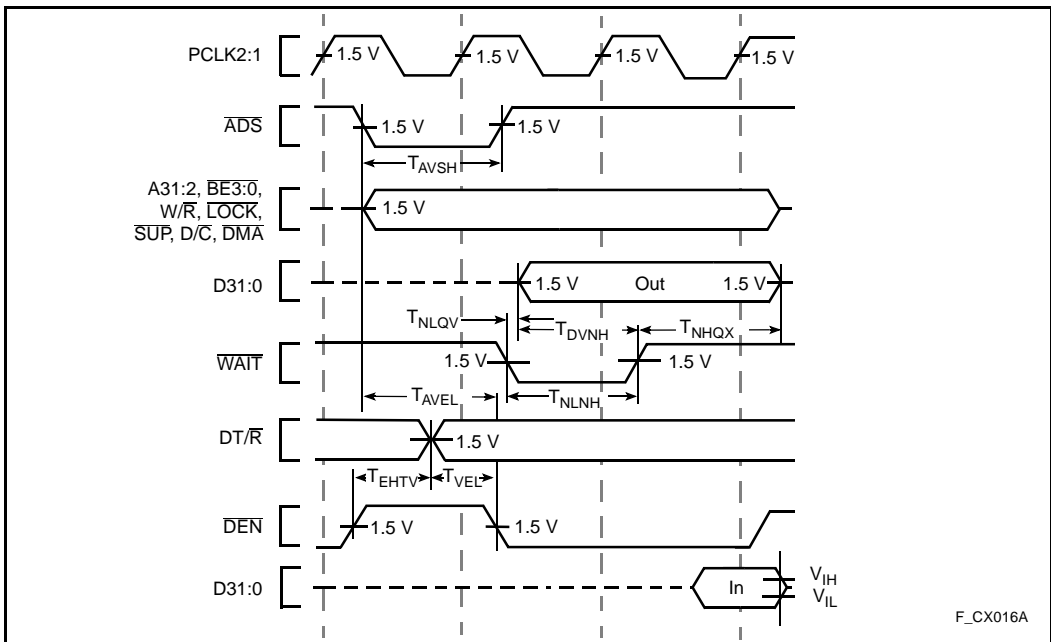 PCLK2:1
1.5 V 1.5 V 1.5 V 1.5 V
ADS
1.5 V 1.5 V
TAVSH
A31:2, BE3:0,
W/R, LOCK,
SUP, D/C, DMA
1.5 V
D31:0
1.5 V Out 1.5 V
TNLQV TDVNH TNHQX
WAIT
1.5 V 1.5 V
TAVEL TNLNH
DT/R
1.5 V
TEHTV TVEL
DEN
1.5 V 1.5 V
D31:0
In
VIH
VIL
F_CX016A